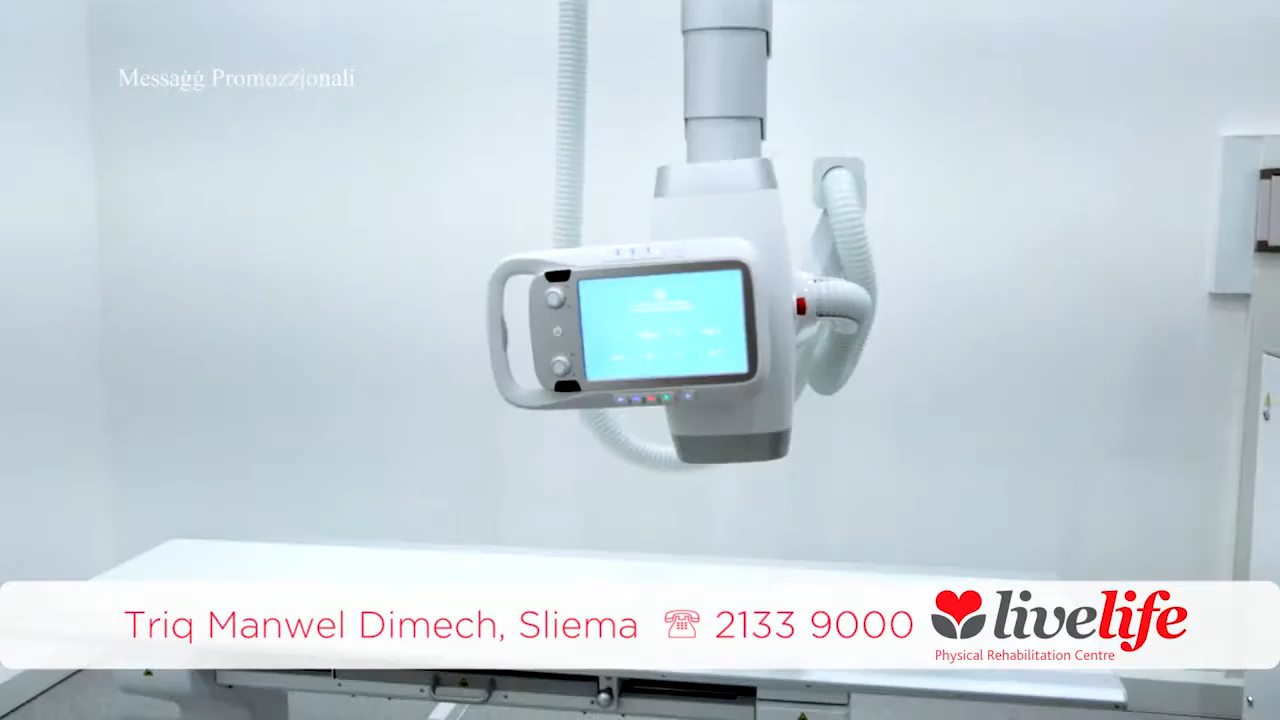 Messaġġ Promozzjonali
Triq Manwel Dimech, Sliema ☏ 2133 9000
livelife
Physical Rehabilitation Centre